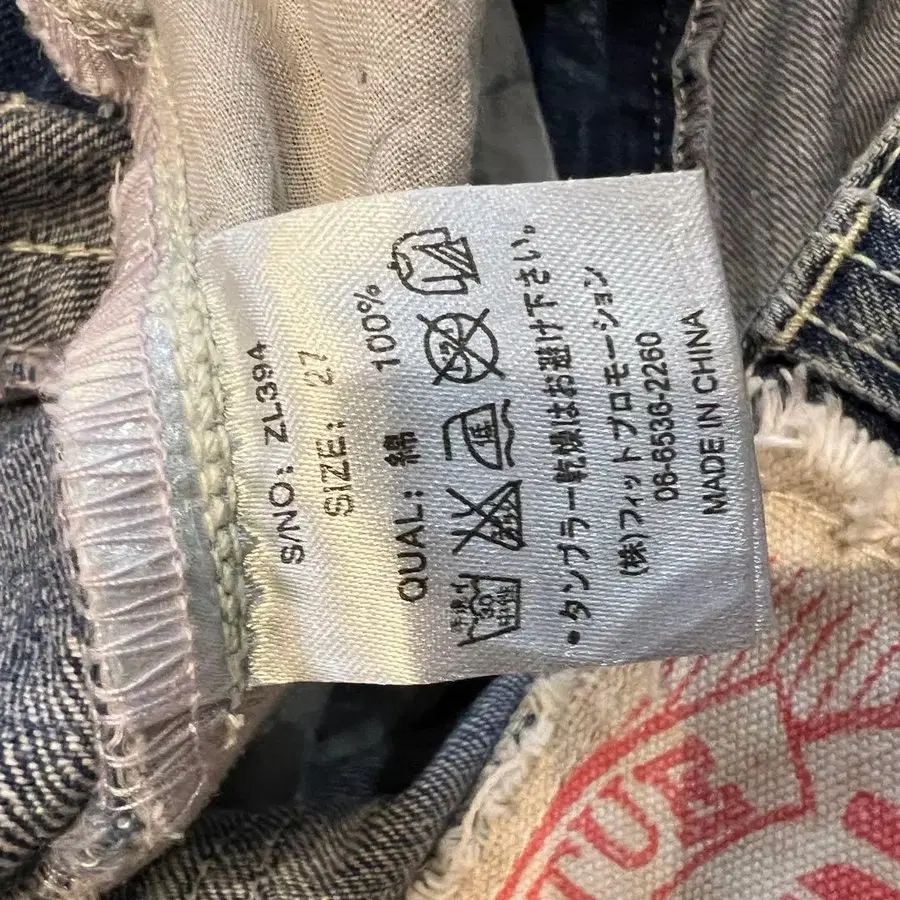 S/NO: ZL394
SIZE: 27
QUAL: 綿 100%
低
•タンブラー乾燥はお避け下さい。
(株)フィットプロモーション
06-6536-2260
MADE IN CHINA
TUE